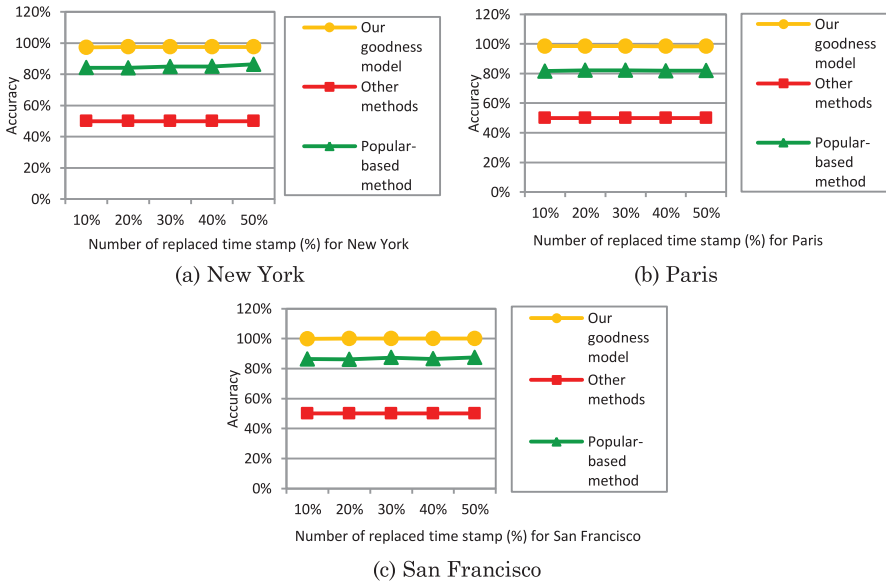 120%
100%
80%
60%
40%
20%
0%
Accuracy
10% 20% 30% 40% 50%
Number of replaced time stamp (%) for New York
Our
goodness
model
Other
methods
Popular-
based
method
(a) New York
120%
100%
80%
60%
40%
20%
0%
Accuracy
10% 20% 30% 40% 50%
Number of replaced time stamp (%) for Paris
Our
goodness
model
Other
methods
Popular-
based
method
(b) Paris
120%
100%
80%
60%
40%
20%
0%
Accuracy
10% 20% 30% 40% 50%
Number of replaced time stamp (%) for San Francisco
Our
goodness
model
Other
methods
Popular-
based
method
(c) San Francisco